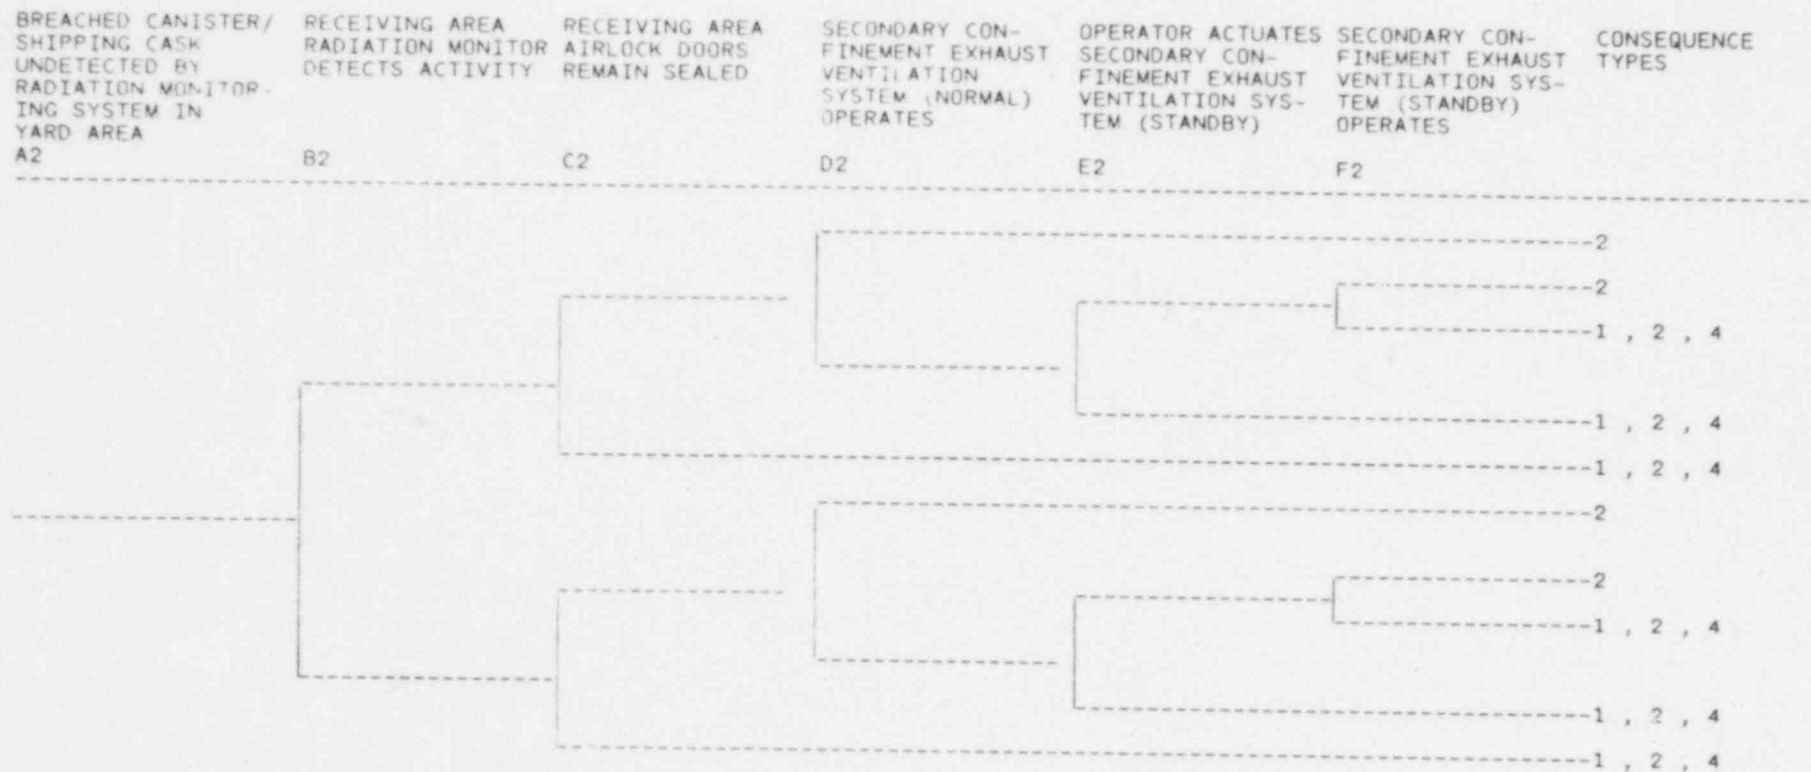 BREACHED CANISTER/
SHIPPING CASK
UNDETECTED BY
RADIATION MONITOR-
ING SYSTEM IN
YARD AREA
A2
RECEIVING AREA
RADIATION MONITOR
DETECTS ACTIVITY
B2
RECEIVING AREA
AIRLOCK DOORS
REMAIN SEALED
C2
SECONDARY CON-
FINEMENT EXHAUST
VENTILATION
SYSTEM (NORMAL)
OPERATES
D2
OPERATOR ACTUATES
SECONDARY CON-
FINEMENT EXHAUST
VENTILATION SYS-
TEM (STANDBY)
E2
SECONDARY CON-
FINEMENT EXHAUST
VENTILATION SYS-
TEM (STANDBY)
OPERATES
F2
CONSEQUENCE
TYPES
2
2
1 , 2 , 4
1 , 2 , 4
1 , 2 , 4
2
2
1 , 2 , 4
1 , 2 , 4
1 , 2 , 4